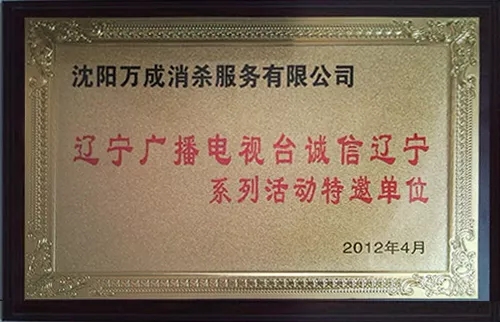 沈阳万成消杀服务有限公司
辽宁广播电视台诚信辽宁
系列活动特邀单位
2012年4月